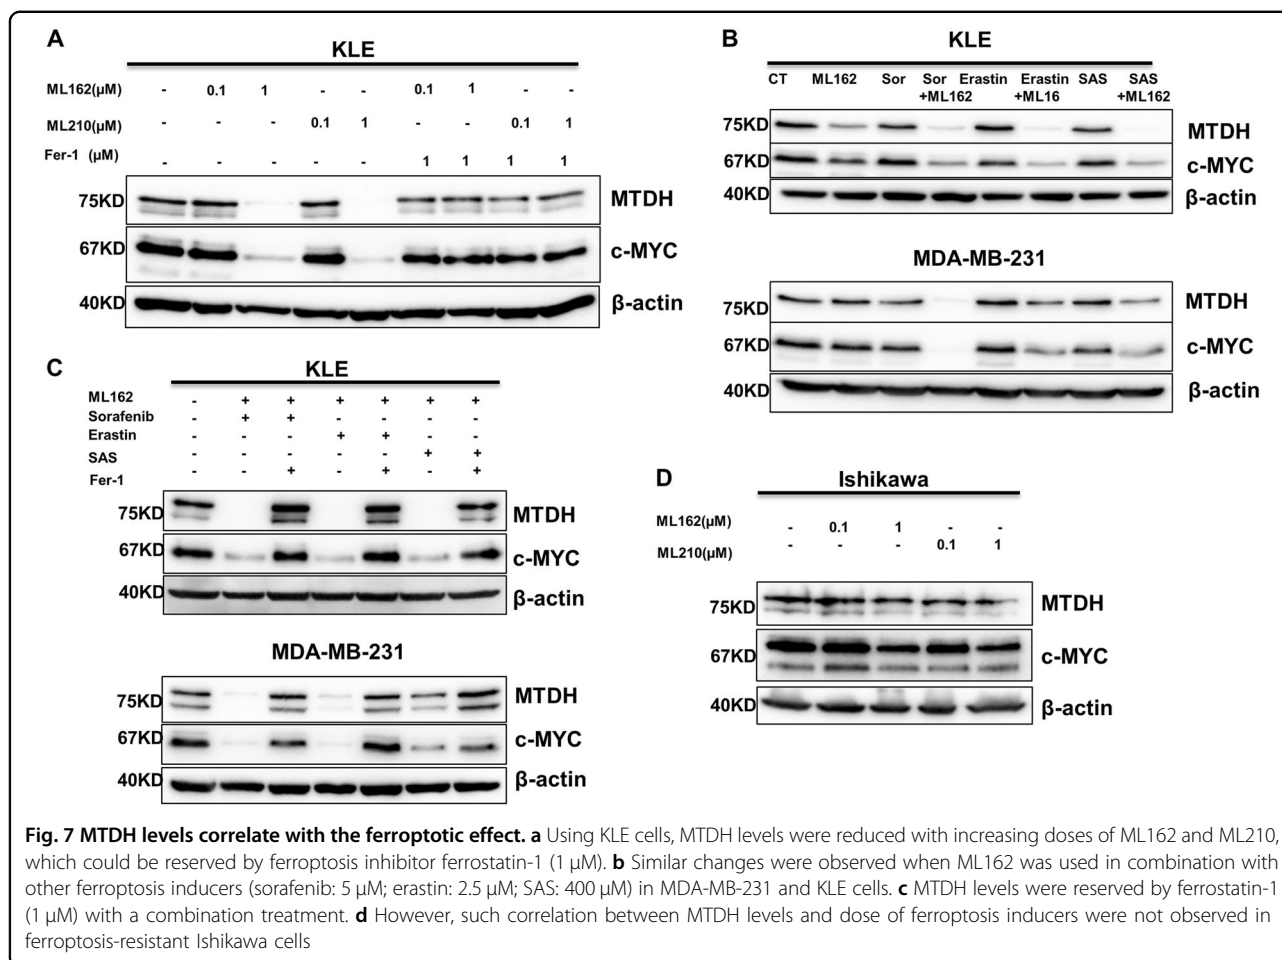 A
KLE
ML162(µM) - 0.1 1 - - 0.1 1 - -
ML210(µM) - - - 0.1 1 - - 0.1 1
Fer-1 (µM) - - - - - 1 1 1 1
75KD MTDH
67KD c-MYC
40KD β-actin
B
KLE
CT ML162 Sor Sor Erastin Erastin SAS SAS
+ML162 +ML16 +ML162
75KD MTDH
67KD c-MYC
40KD β-actin
MDA-MB-231
75KD MTDH
67KD c-MYC
40KD β-actin
C
KLE
ML162 - + + + + + +
Sorafenib - + + - - - -
Erastin - - - + + - -
SAS - - - - - + +
Fer-1 - - + - + - +
75KD MTDH
67KD c-MYC
40KD β-actin
MDA-MB-231
75KD MTDH
67KD c-MYC
40KD β-actin
D
Ishikawa
ML162(µM) - 0.1 1 - -
ML210(µM) - - - 0.1 1
75KD MTDH
67KD c-MYC
40KD β-actin
Fig. 7 MTDH levels correlate with the ferroptotic effect. a Using KLE cells, MTDH levels were reduced with increasing doses of ML162 and ML210,
which could be reserved by ferroptosis inhibitor ferrostatin-1 (1 µM). b Similar changes were observed when ML162 was used in combination with
other ferroptosis inducers (sorafenib: 5 µM; erastin: 2.5 µM; SAS: 400 µM) in MDA-MB-231 and KLE cells. c MTDH levels were reserved by ferrostatin-1
(1 µM) with a combination treatment. d However, such correlation between MTDH levels and dose of ferroptosis inducers were not observed in
ferroptosis-resistant Ishikawa cells